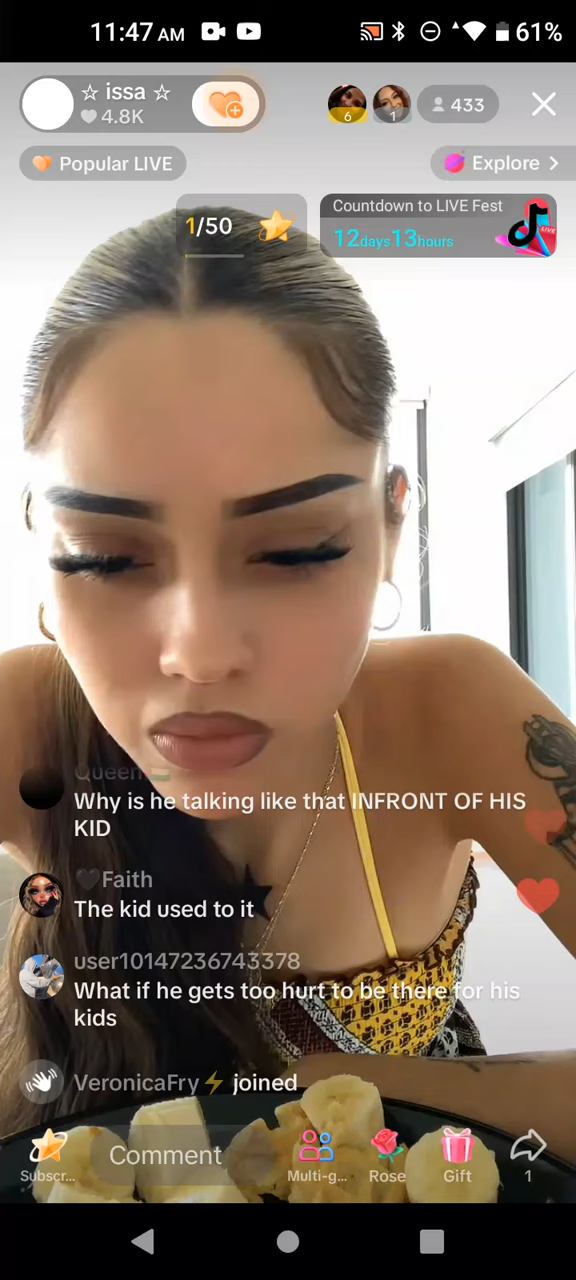 11:47 AM
61%
☆ issa ☆
4.8K
6
1
433
Popular LIVE
Explore >
1/50
Countdown to LIVE Fest
12days13hours
LIVE
Queen
Why is he talking like that INFRONT OF HIS
KID
🖤Faith
The kid used to it
user10147236743378
What if he gets too hurt to be there for his
kids
VeronicaFry⚡ joined
Comment
Subscr...
Multi-g...
Rose
Gift
1